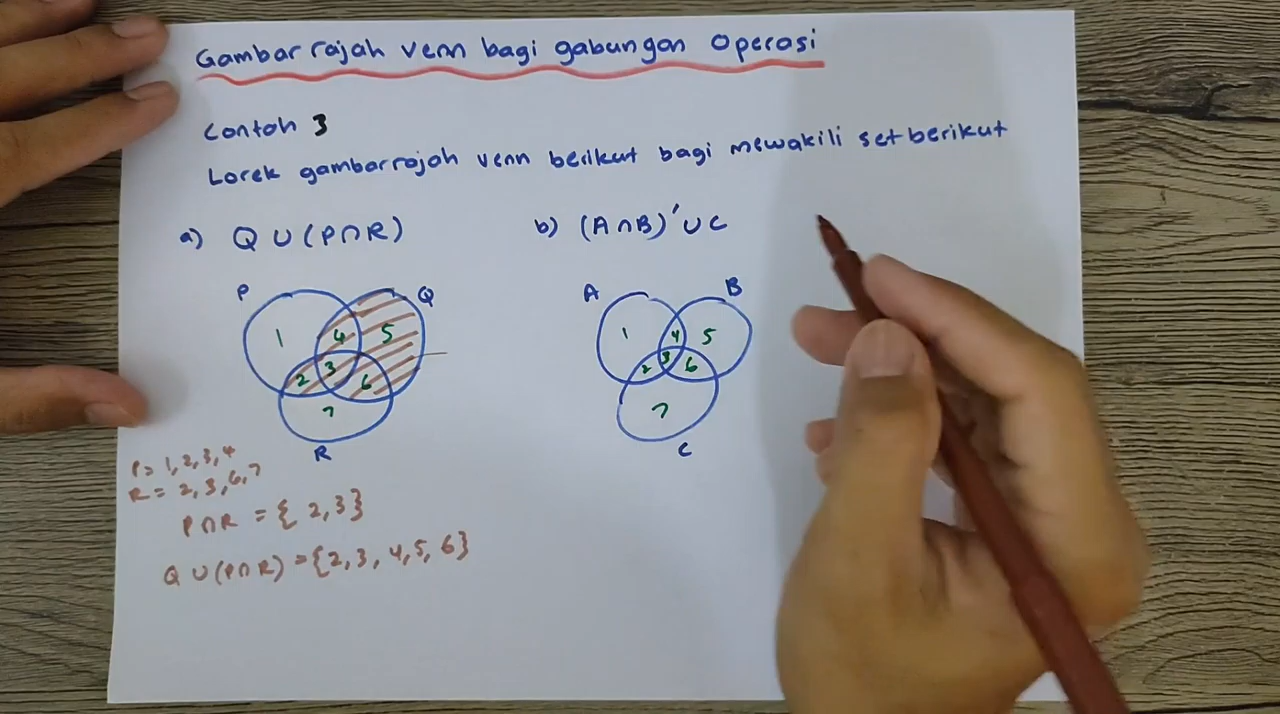 Gambar rajah venn bagi gabungan operasi
Contoh 3
Lorek gambar rajah venn berikut bagi mewakili set berikut
a) Q ∪ (P∩R)
b) (A∩B)′ ∪ C
P
Q
1
4
5
3
2
6
7
R
A
B
1
4
5
3
2
6
7
C
P = 1, 2, 3, 4
R = 2, 3, 6, 7
P∩R = { 2, 3}
Q ∪ (P∩R) = {2, 3, 4, 5, 6}